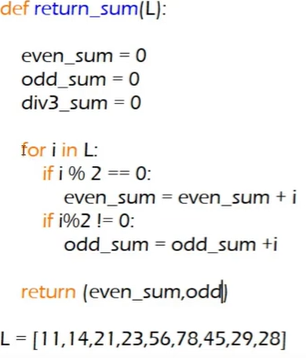 def return_sum(L):
even_sum = 0
odd_sum = 0
div3_sum = 0
for i in L:
if i % 2 == 0:
even_sum = even_sum + i
if i%2 != 0:
odd_sum = odd_sum +i
return (even_sum,odd)
L = [11,14,21,23,56,78,45,29,28]